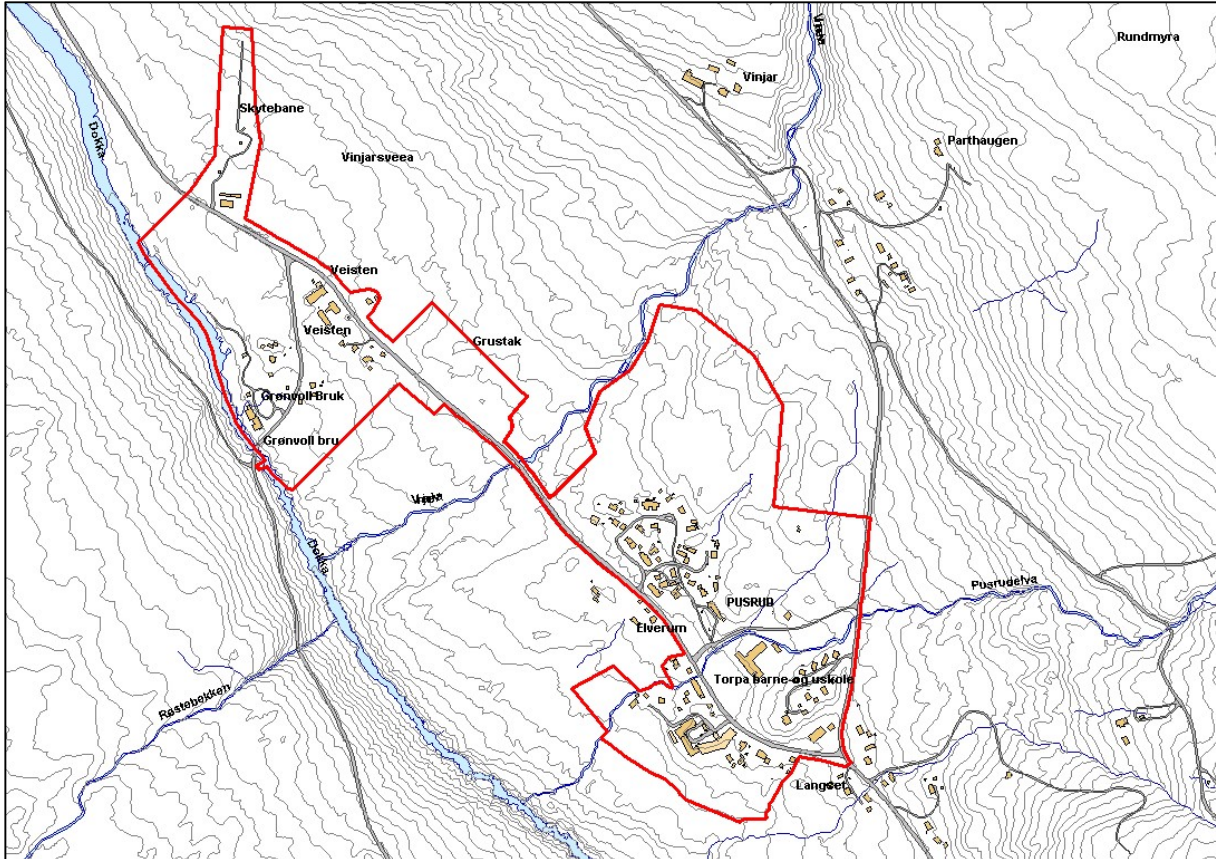 Rundmyra
Vinjar
Skytebane
Dokka
Parthaugen
Vinjarsveea
Veisten
Veisten
Grustak
Grønvoll Bruk
Grønvoll bru
Dokka
Pusrudelva
PUSRUD
Elverum
Torpa barne-og uskole
Røstebekken
Langset